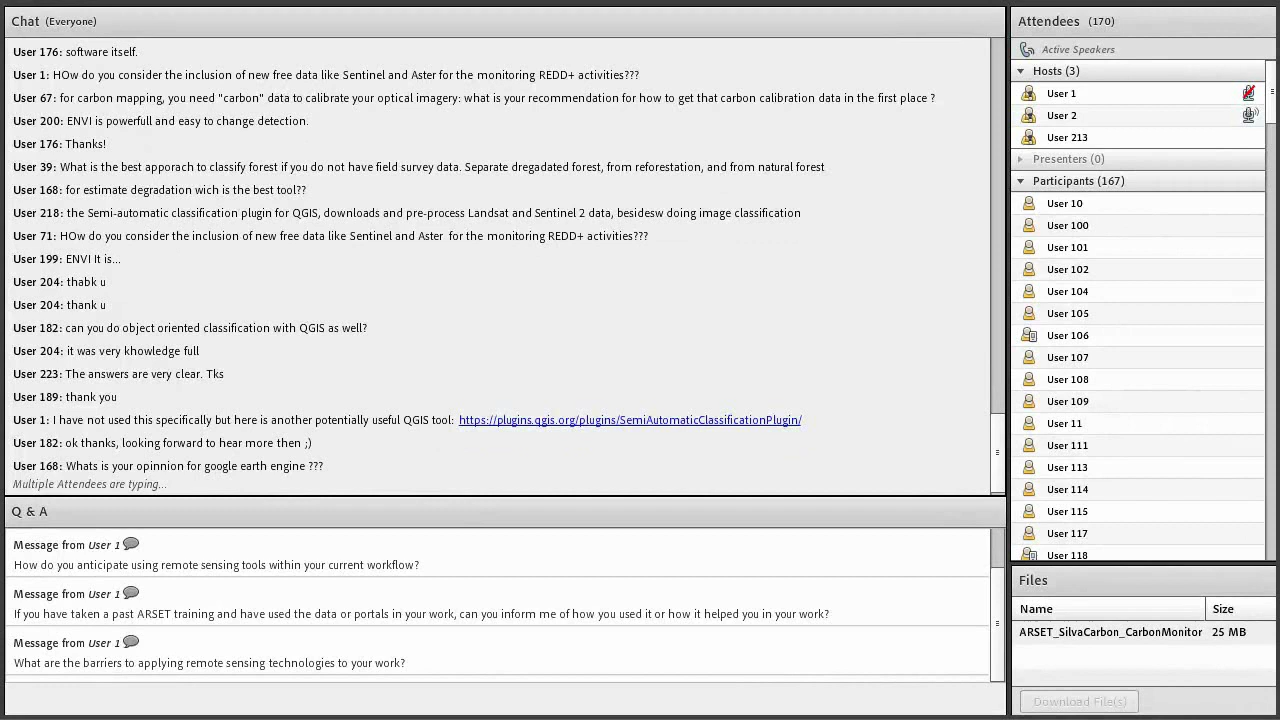 Chat (Everyone)
User 176: software itself.
User 1: HOw do you consider the inclusion of new free data like Sentinel and Aster for the monitoring REDD+ activities???
User 67: for carbon mapping, you need "carbon" data to calibrate your optical imagery: what is your recommendation for how to get that carbon calibration data in the first place ?
User 200: ENVI is powerfull and easy to change detection.
User 176: Thanks!
User 39: What is the best apporach to classify forest if you do not have field survey data. Separate dregadated forest, from reforestation, and from natural forest
User 168: for estimate degradation wich is the best tool??
User 218: the Semi-automatic classification plugin for QGIS, downloads and pre-process Landsat and Sentinel 2 data, besidesw doing image classification
User 71: HOw do you consider the inclusion of new free data like Sentinel and Aster for the monitoring REDD+ activities???
User 199: ENVI It is...
User 204: thabk u
User 204: thank u
User 182: can you do object oriented classification with QGIS as well?
User 204: it was very khowledge full
User 223: The answers are very clear. Tks
User 189: thank you
User 1: I have not used this specifically but here is another potentially useful QGIS tool: https://plugins.qgis.org/plugins/SemiAutomaticClassificationPlugin/
User 182: ok thanks, looking forward to hear more then ;)
User 168: Whats is your opinnion for google earth engine ???
Multiple Attendees are typing...
Q & A
Message from User 1
How do you anticipate using remote sensing tools within your current workflow?
Message from User 1
If you have taken a past ARSET training and have used the data or portals in your work, can you inform me of how you used it or how it helped you in your work?
Message from User 1
What are the barriers to applying remote sensing technologies to your work?
Attendees (170)
Active Speakers
Hosts (3)
User 1
User 2
User 213
Presenters (0)
Participants (167)
User 10
User 100
User 101
User 102
User 104
User 105
User 106
User 107
User 108
User 109
User 11
User 111
User 113
User 114
User 115
User 117
User 118
Files
Name Size
ARSET_SilvaCarbon_CarbonMonitor 25 MB
Download File(s)